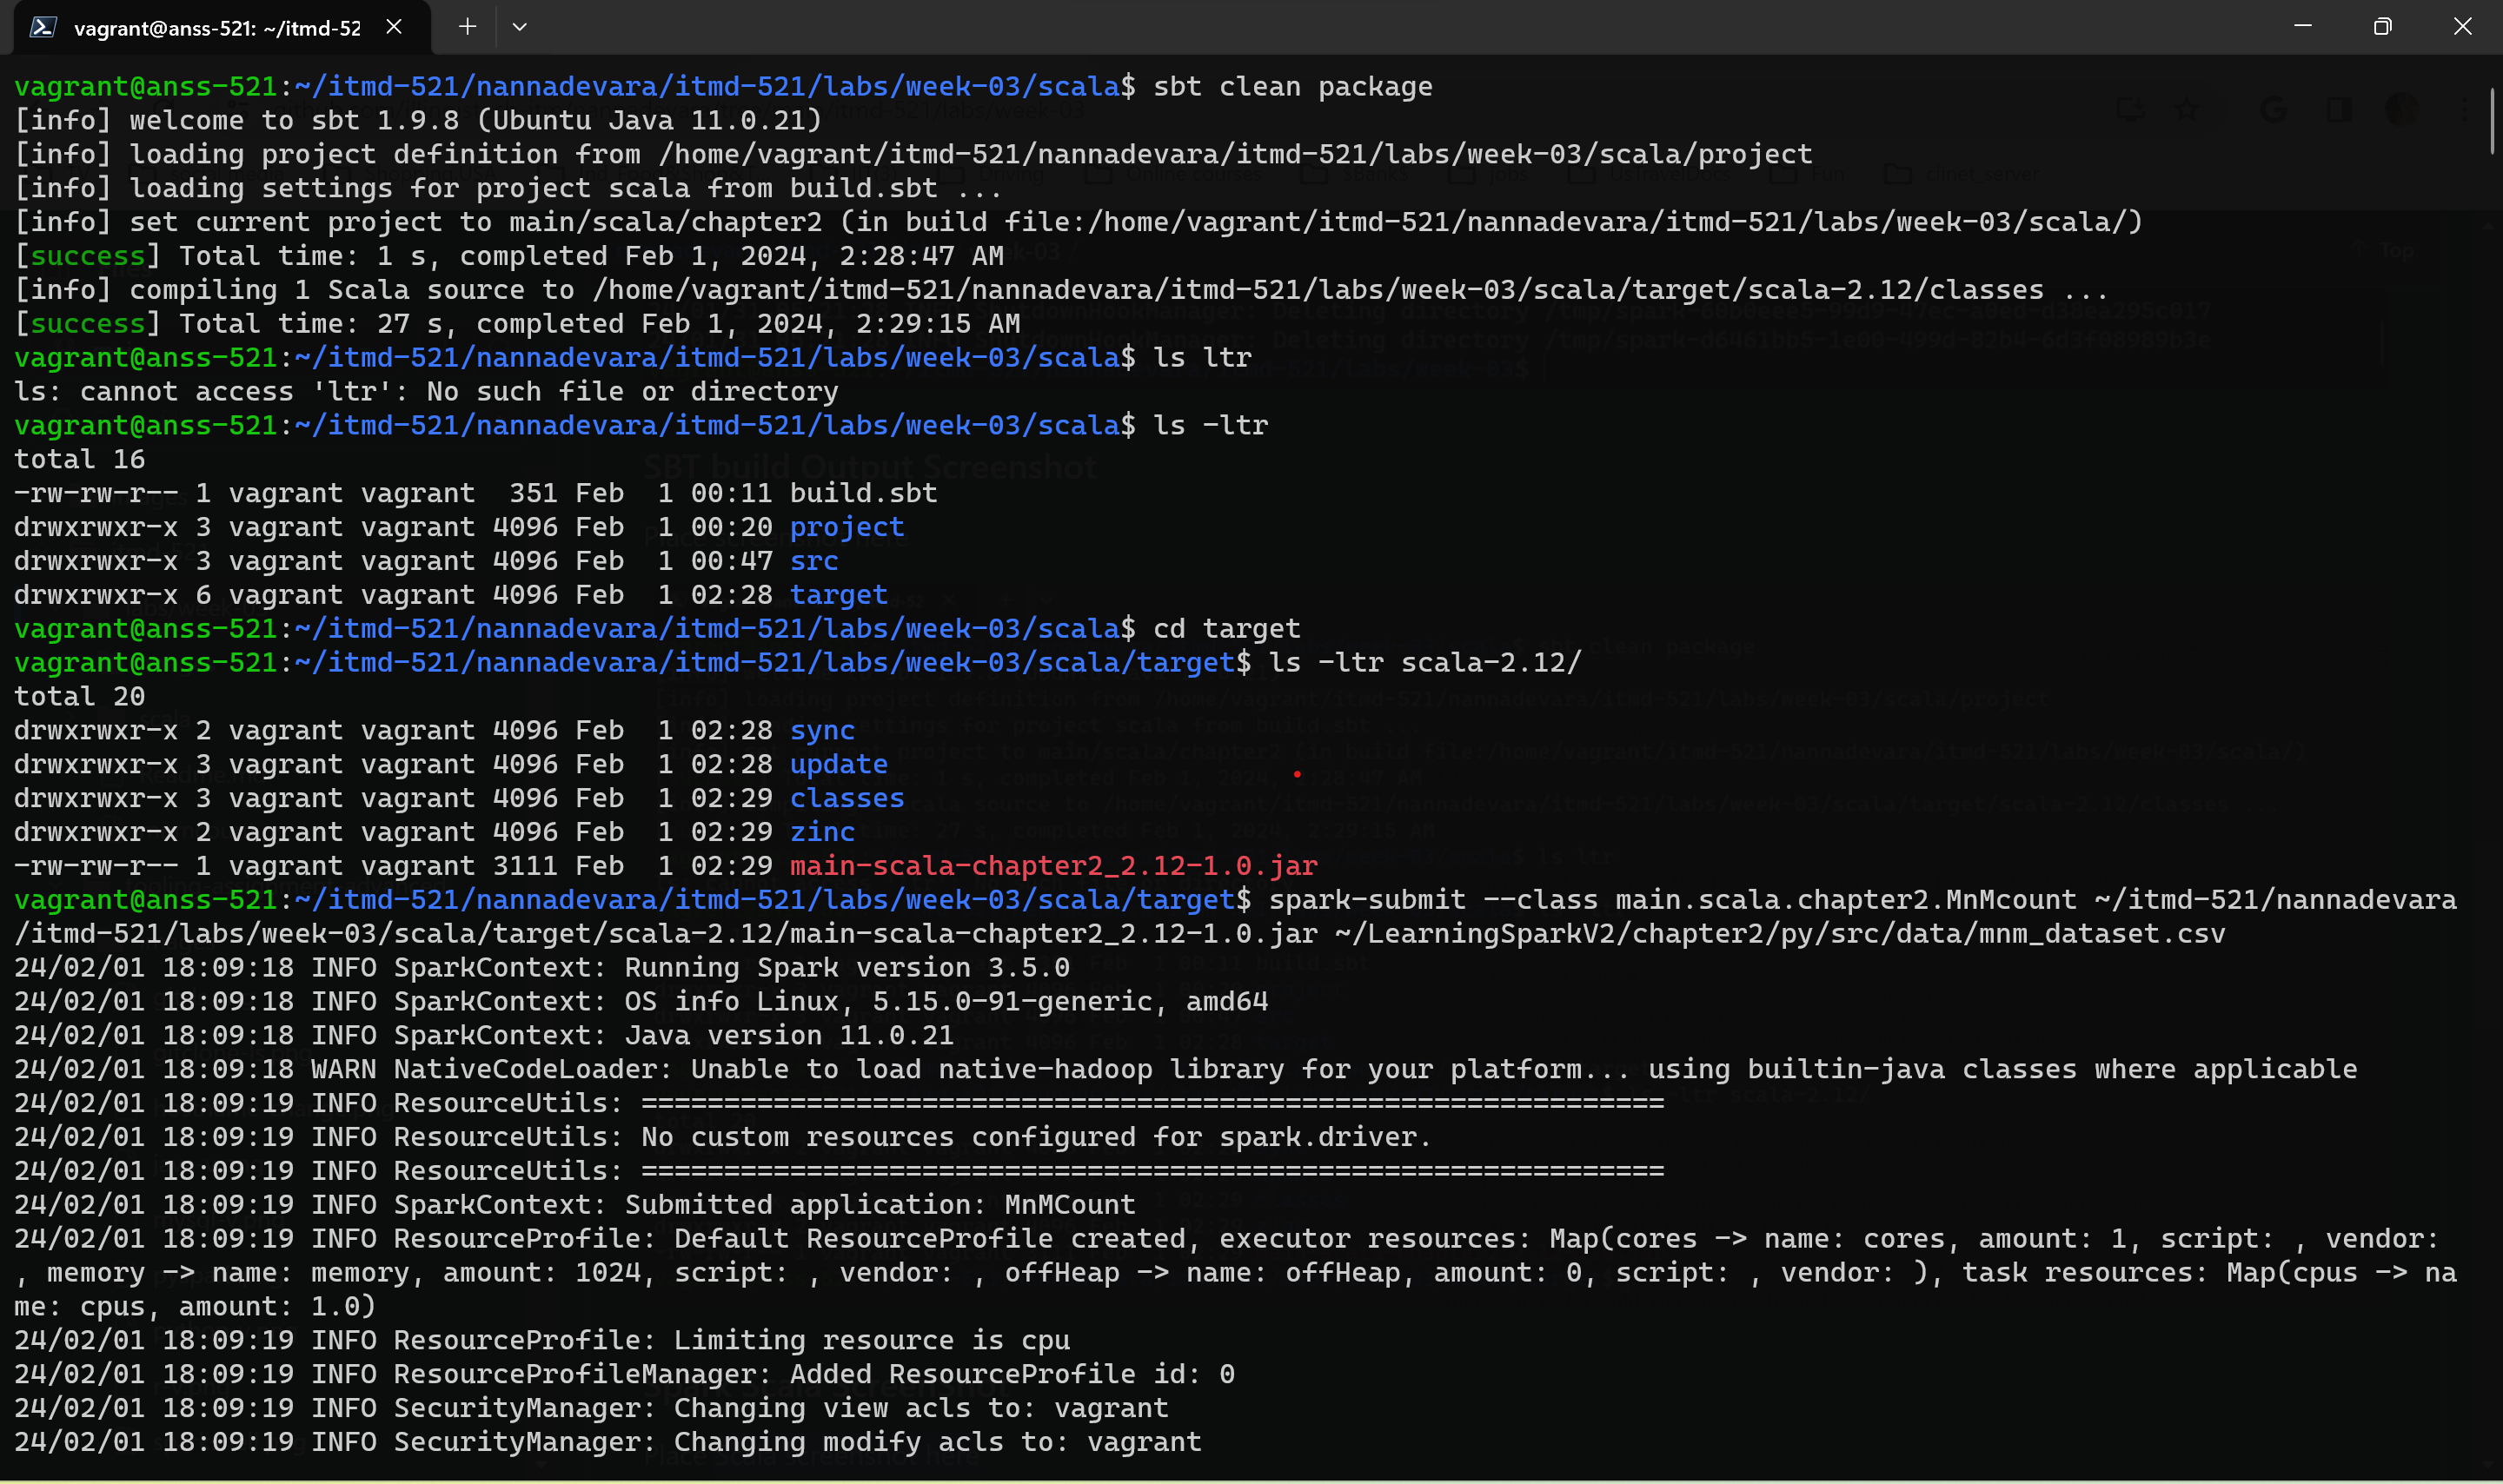 vagrant@anss-521: ~/itmd-52
vagrant@anss-521:~/itmd-521/nannadevara/itmd-521/labs/week-03/scala$ sbt clean package
[info] welcome to sbt 1.9.8 (Ubuntu Java 11.0.21)
[info] loading project definition from /home/vagrant/itmd-521/nannadevara/itmd-521/labs/week-03/scala/project
[info] loading settings for project scala from build.sbt ...
[info] set current project to main/scala/chapter2 (in build file:/home/vagrant/itmd-521/nannadevara/itmd-521/labs/week-03/scala/)
[success] Total time: 1 s, completed Feb 1, 2024, 2:28:47 AM
[info] compiling 1 Scala source to /home/vagrant/itmd-521/nannadevara/itmd-521/labs/week-03/scala/target/scala-2.12/classes ...
[success] Total time: 27 s, completed Feb 1, 2024, 2:29:15 AM
vagrant@anss-521:~/itmd-521/nannadevara/itmd-521/labs/week-03/scala$ ls ltr
ls: cannot access 'ltr': No such file or directory
vagrant@anss-521:~/itmd-521/nannadevara/itmd-521/labs/week-03/scala$ ls -ltr
total 16
-rw-rw-r-- 1 vagrant vagrant  351 Feb  1 00:11 build.sbt
drwxrwxr-x 3 vagrant vagrant 4096 Feb  1 00:20 project
drwxrwxr-x 3 vagrant vagrant 4096 Feb  1 00:47 src
drwxrwxr-x 6 vagrant vagrant 4096 Feb  1 02:28 target
vagrant@anss-521:~/itmd-521/nannadevara/itmd-521/labs/week-03/scala$ cd target
vagrant@anss-521:~/itmd-521/nannadevara/itmd-521/labs/week-03/scala/target$ ls -ltr scala-2.12/
total 20
drwxrwxr-x 2 vagrant vagrant 4096 Feb  1 02:28 sync
drwxrwxr-x 3 vagrant vagrant 4096 Feb  1 02:28 update
drwxrwxr-x 3 vagrant vagrant 4096 Feb  1 02:29 classes
drwxrwxr-x 2 vagrant vagrant 4096 Feb  1 02:29 zinc
-rw-rw-r-- 1 vagrant vagrant 3111 Feb  1 02:29 main-scala-chapter2_2.12-1.0.jar
vagrant@anss-521:~/itmd-521/nannadevara/itmd-521/labs/week-03/scala/target$ spark-submit --class main.scala.chapter2.MnMcount ~/itmd-521/nannadevara
/itmd-521/labs/week-03/scala/target/scala-2.12/main-scala-chapter2_2.12-1.0.jar ~/LearningSparkV2/chapter2/py/src/data/mnm_dataset.csv
24/02/01 18:09:18 INFO SparkContext: Running Spark version 3.5.0
24/02/01 18:09:18 INFO SparkContext: OS info Linux, 5.15.0-91-generic, amd64
24/02/01 18:09:18 INFO SparkContext: Java version 11.0.21
24/02/01 18:09:18 WARN NativeCodeLoader: Unable to load native-hadoop library for your platform... using builtin-java classes where applicable
24/02/01 18:09:19 INFO ResourceUtils: ==============================================================
24/02/01 18:09:19 INFO ResourceUtils: No custom resources configured for spark.driver.
24/02/01 18:09:19 INFO ResourceUtils: ==============================================================
24/02/01 18:09:19 INFO SparkContext: Submitted application: MnMCount
24/02/01 18:09:19 INFO ResourceProfile: Default ResourceProfile created, executor resources: Map(cores -> name: cores, amount: 1, script: , vendor:
, memory -> name: memory, amount: 1024, script: , vendor: , offHeap -> name: offHeap, amount: 0, script: , vendor: ), task resources: Map(cpus -> na
me: cpus, amount: 1.0)
24/02/01 18:09:19 INFO ResourceProfile: Limiting resource is cpu
24/02/01 18:09:19 INFO ResourceProfileManager: Added ResourceProfile id: 0
24/02/01 18:09:19 INFO SecurityManager: Changing view acls to: vagrant
24/02/01 18:09:19 INFO SecurityManager: Changing modify acls to: vagrant